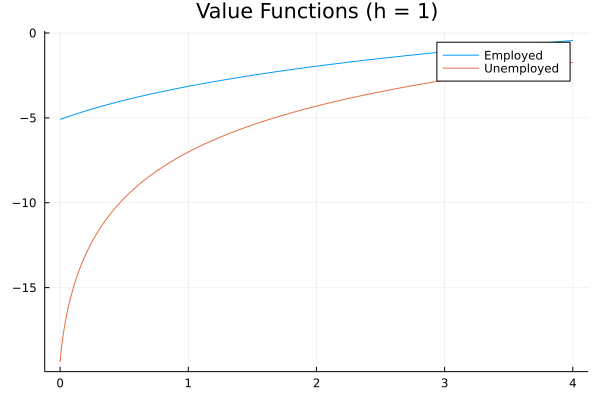 Value Functions (h = 1)
Employed
Unemployed
0
−5
−10
−15
0 1 2 3 4